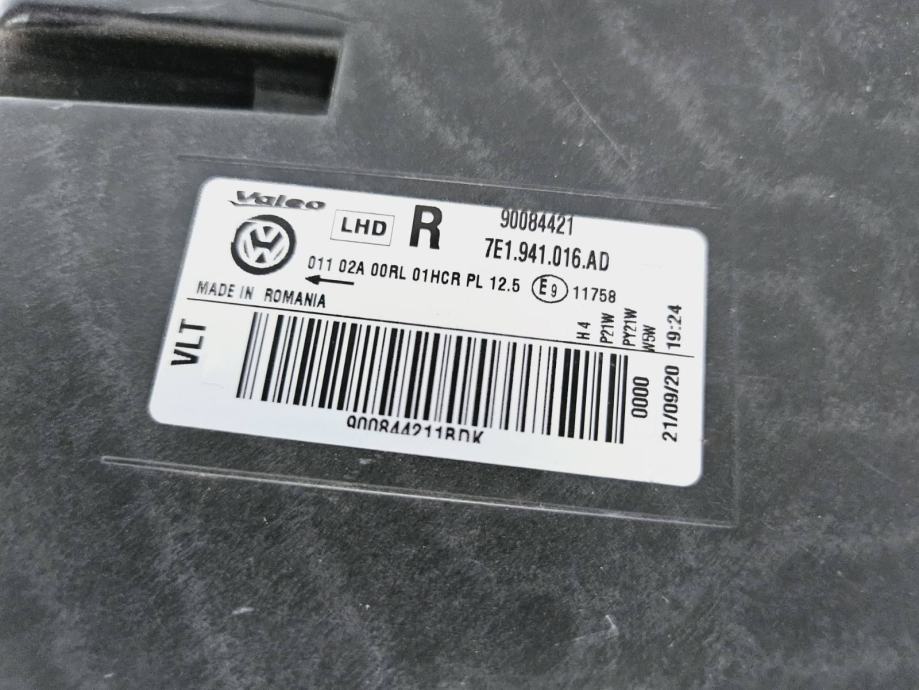 Valeo
LHD R 90084421
7E1.941.016.AD
011 02A 00RL 01HCR PL 12.5 E9 11758
MADE IN ROMANIA
H4
P21W
PY21W
W5W
19:24
VLT
0000
21/09/20
900844211BDK